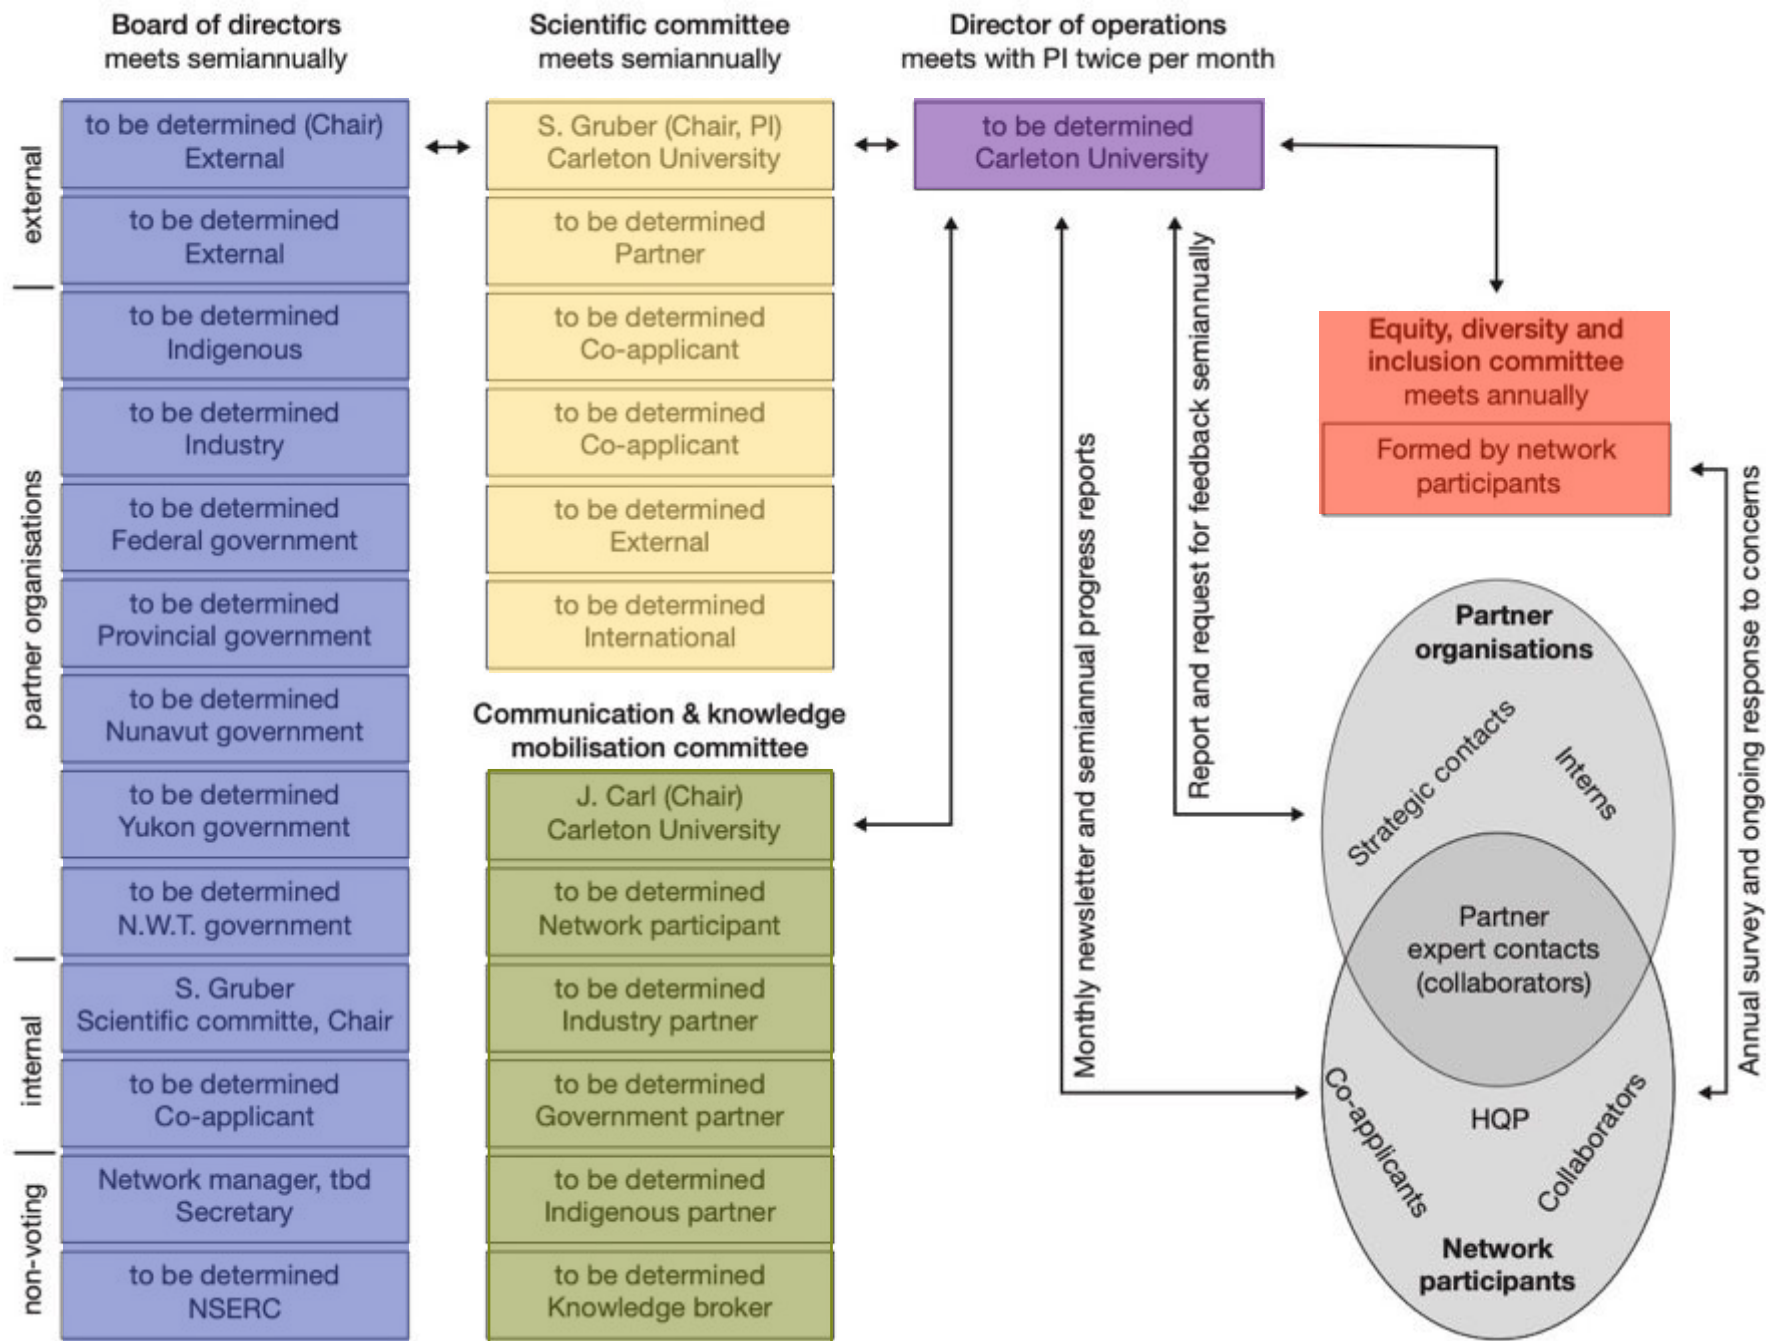 Board of directors
meets semiannually
external
partner organisations
internal
non-voting
to be determined (Chair)
External
to be determined
External
to be determined
Indigenous
to be determined
Industry
to be determined
Federal government
to be determined
Provincial government
to be determined
Nunavut government
to be determined
Yukon government
to be determined
N.W.T. government
S. Gruber
Scientific committe, Chair
to be determined
Co-applicant
Network manager, tbd
Secretary
to be determined
NSERC
Scientific committee
meets semiannually
S. Gruber (Chair, PI)
Carleton University
to be determined
Partner
to be determined
Co-applicant
to be determined
Co-applicant
to be determined
External
to be determined
International
Communication & knowledge
mobilisation committee
J. Carl (Chair)
Carleton University
to be determined
Network participant
to be determined
Industry partner
to be determined
Government partner
to be determined
Indigenous partner
to be determined
Knowledge broker
Director of operations
meets with PI twice per month
to be determined
Carleton University
Monthly newsletter and semiannual progress reports
Report and request for feedback semiannually
Equity, diversity and
inclusion committee
meets annually
Formed by network
participants
Annual survey and ongoing response to concerns
Partner
organisations
Strategic contacts
Interns
Partner
expert contacts
(collaborators)
Co-applicants
HQP
Collaborators
Network
participants